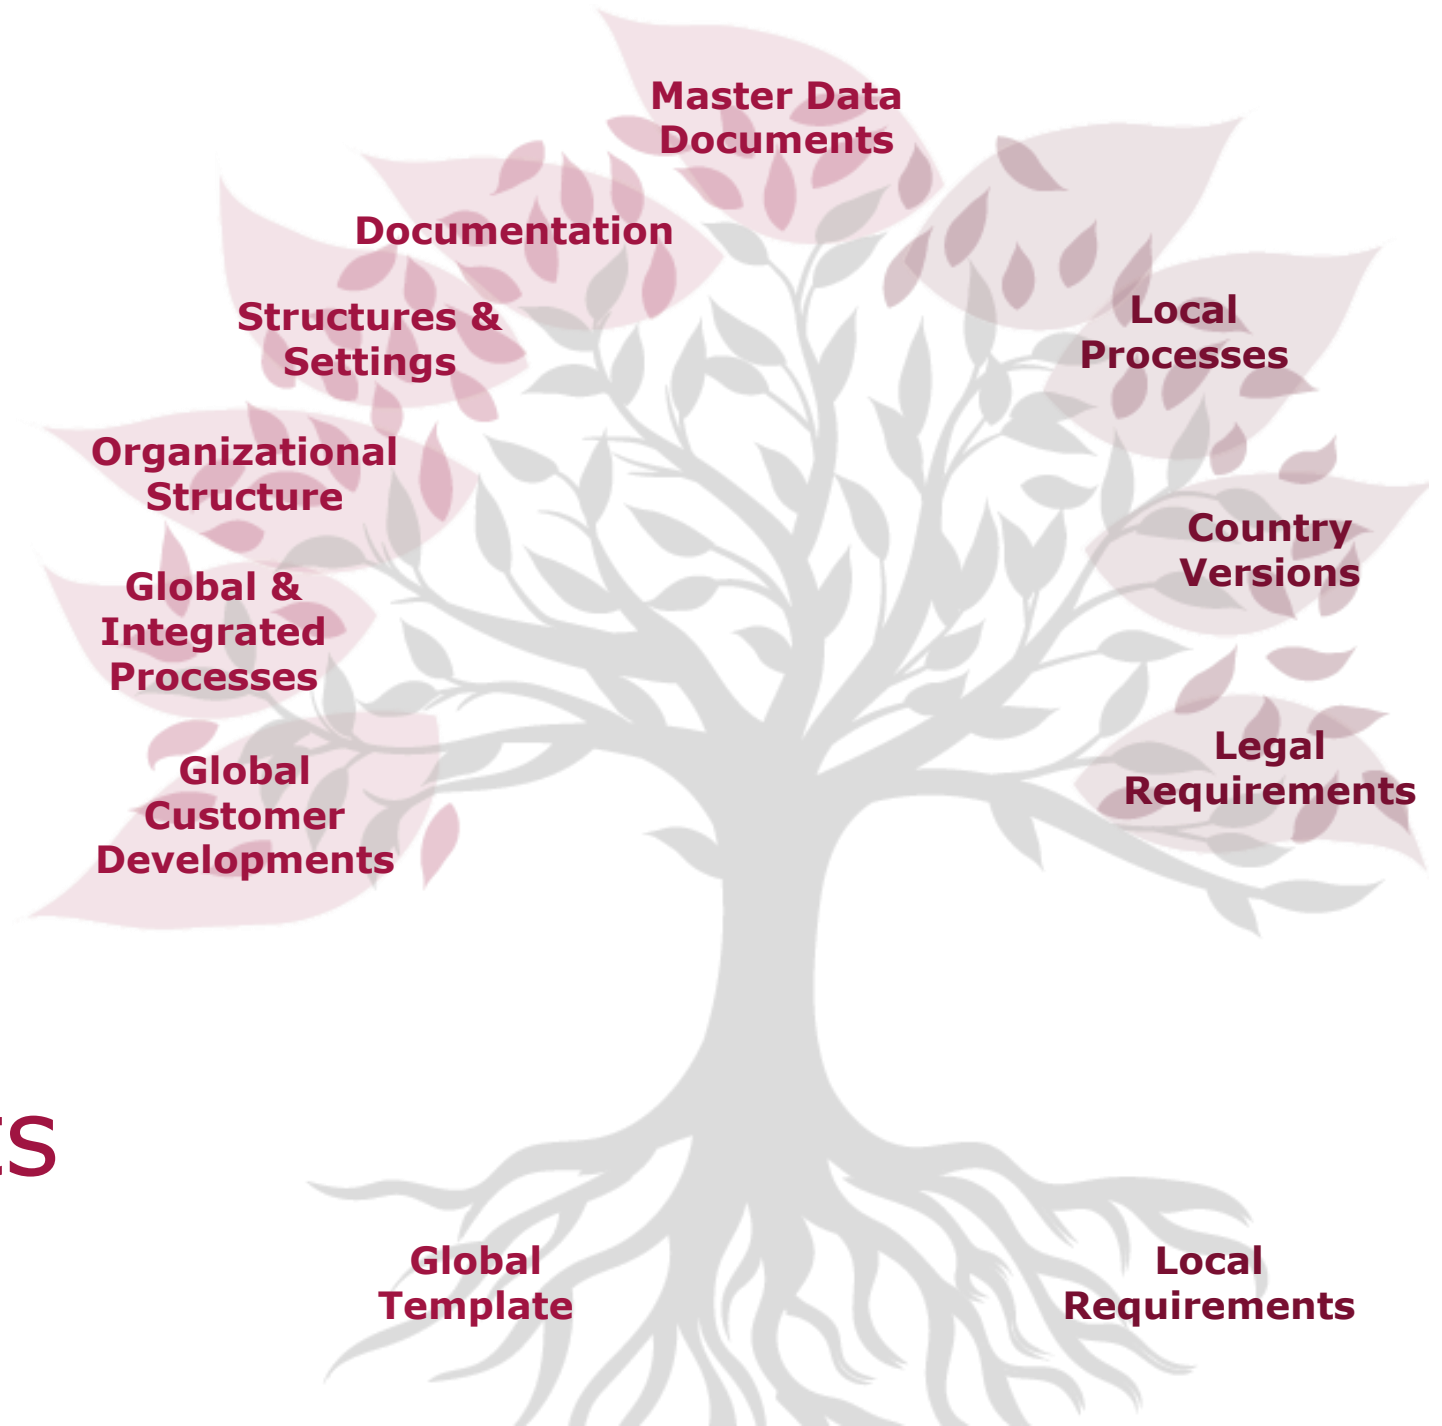 Master Data
Documents
Documentation
Structures &
Settings
Organizational
Structure
Global &
Integrated
Processes
Global
Customer
Developments
Local
Processes
Country
Versions
Legal
Requirements
Global
Template
Local
Requirements